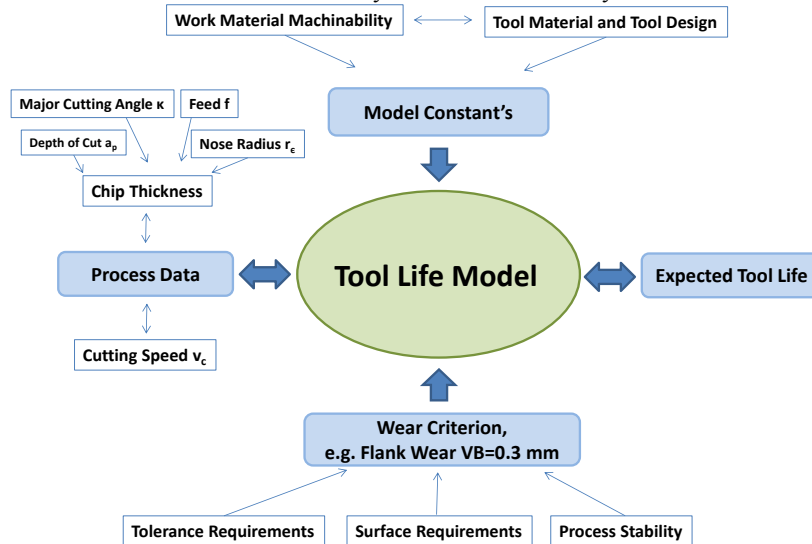 Work Material Machinability
Tool Material and Tool Design
Major Cutting Angle κ
Feed f
Model Constant's
Depth of Cut aₚ
Nose Radius rε
Chip Thickness
Process Data
Tool Life Model
Expected Tool Life
Cutting Speed v꜀
Wear Criterion,
e.g. Flank Wear VB=0.3 mm
Tolerance Requirements
Surface Requirements
Process Stability